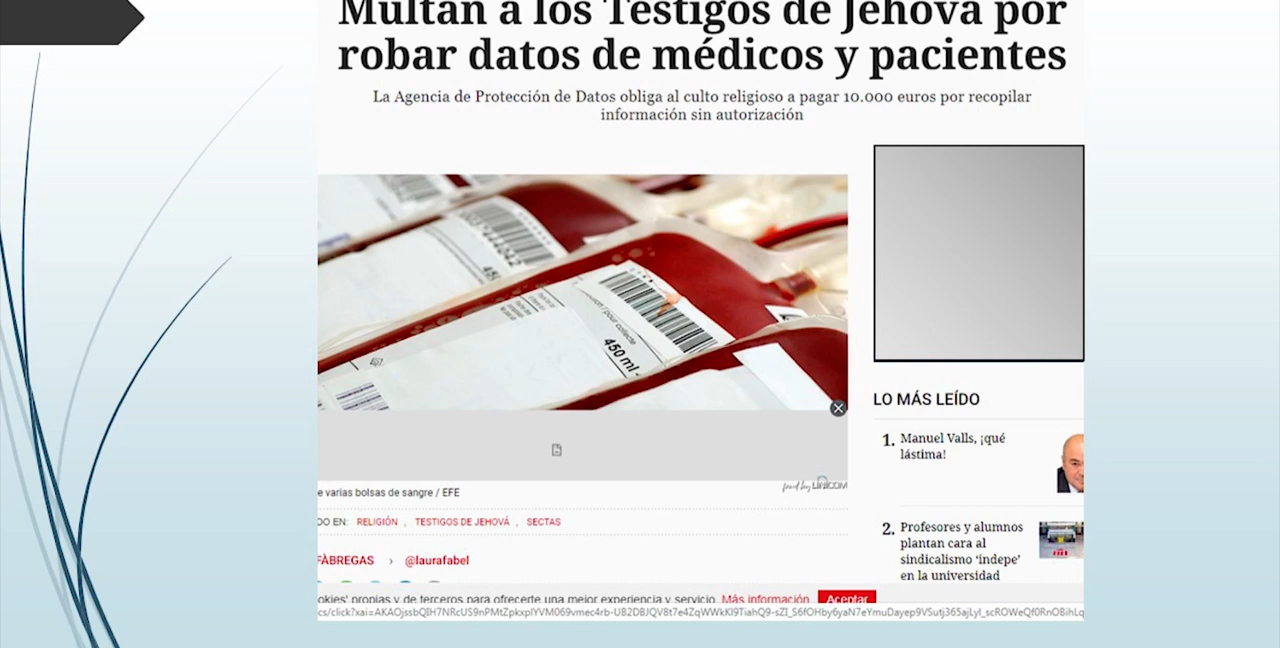 Multan a los Testigos de Jehová por
robar datos de médicos y pacientes
La Agencia de Protección de Datos obliga al culto religioso a pagar 10.000 euros por recopilar
información sin autorización
450 ml
LO MÁS LEÍDO
1. Manuel Valls, ¡qué
lástima!
e varias bolsas de sangre / EFE
DO EN: RELIGIÓN , TESTIGOS DE JEHOVÁ , SECTAS
2. Profesores y alumnos
plantan cara al
sindicalismo ‘indepe’
en la universidad
FÀBREGAS › @laurafabel
ookies' propias y de terceros para ofrecerte una mejor experiencia y servicio Más información Aceptar